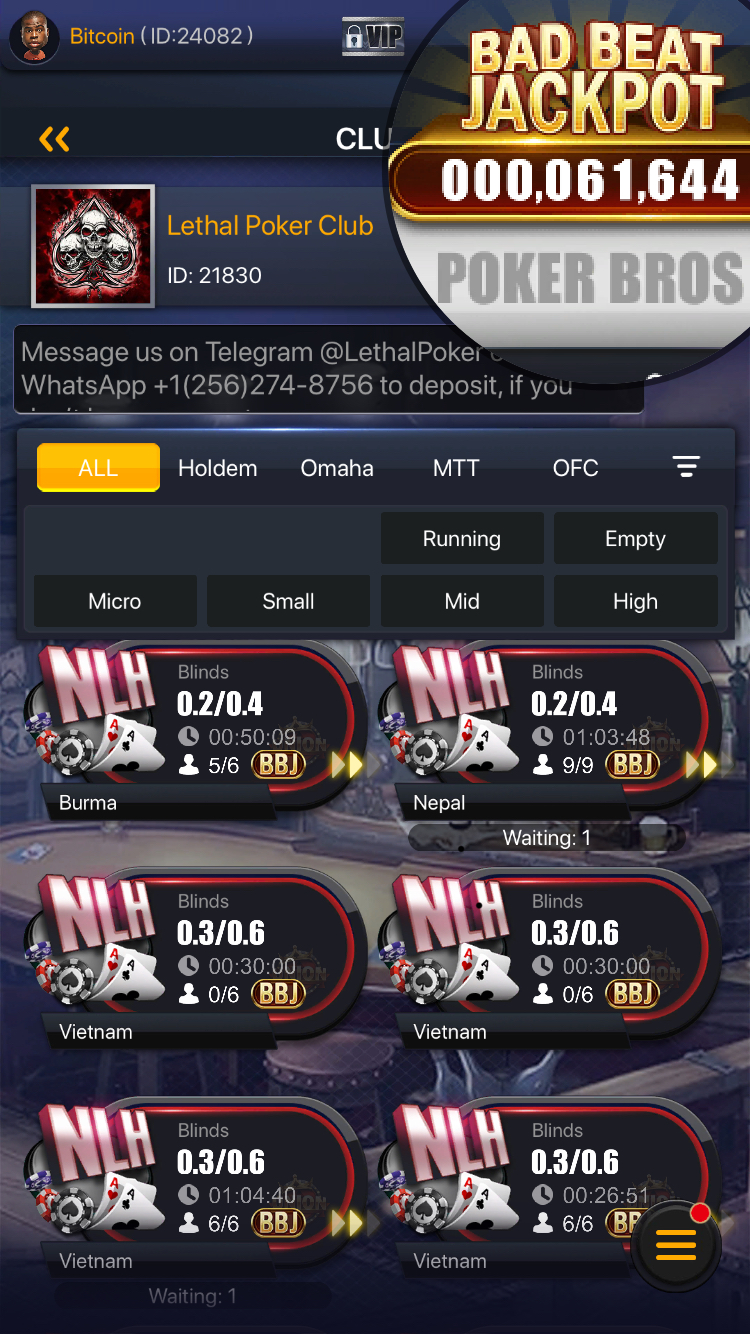 Bitcoin ( ID:24082 )
VIP
BAD BEAT
JACKPOT
000,061,644
POKER BROS
CLU
Lethal Poker Club
ID: 21830
Message us on Telegram @LethalPoker
WhatsApp +1(256)274-8756 to deposit, if you
ALL Holdem Omaha MTT OFC
Running Empty
Micro Small Mid High
NLH Blinds NLH Blinds
0.2/0.4 0.2/0.4
00:50:09 01:03:48
5/6 BBJ 9/9 BBJ
Burma Nepal
Waiting: 1
NLH Blinds NLH Blinds
0.3/0.6 0.3/0.6
00:30:00 00:30:00
0/6 BBJ 0/6 BBJ
Vietnam Vietnam
NLH Blinds NLH Blinds
0.3/0.6 0.3/0.6
01:04:40 00:26:51
6/6 BBJ 6/6
Vietnam Vietnam
Waiting: 1